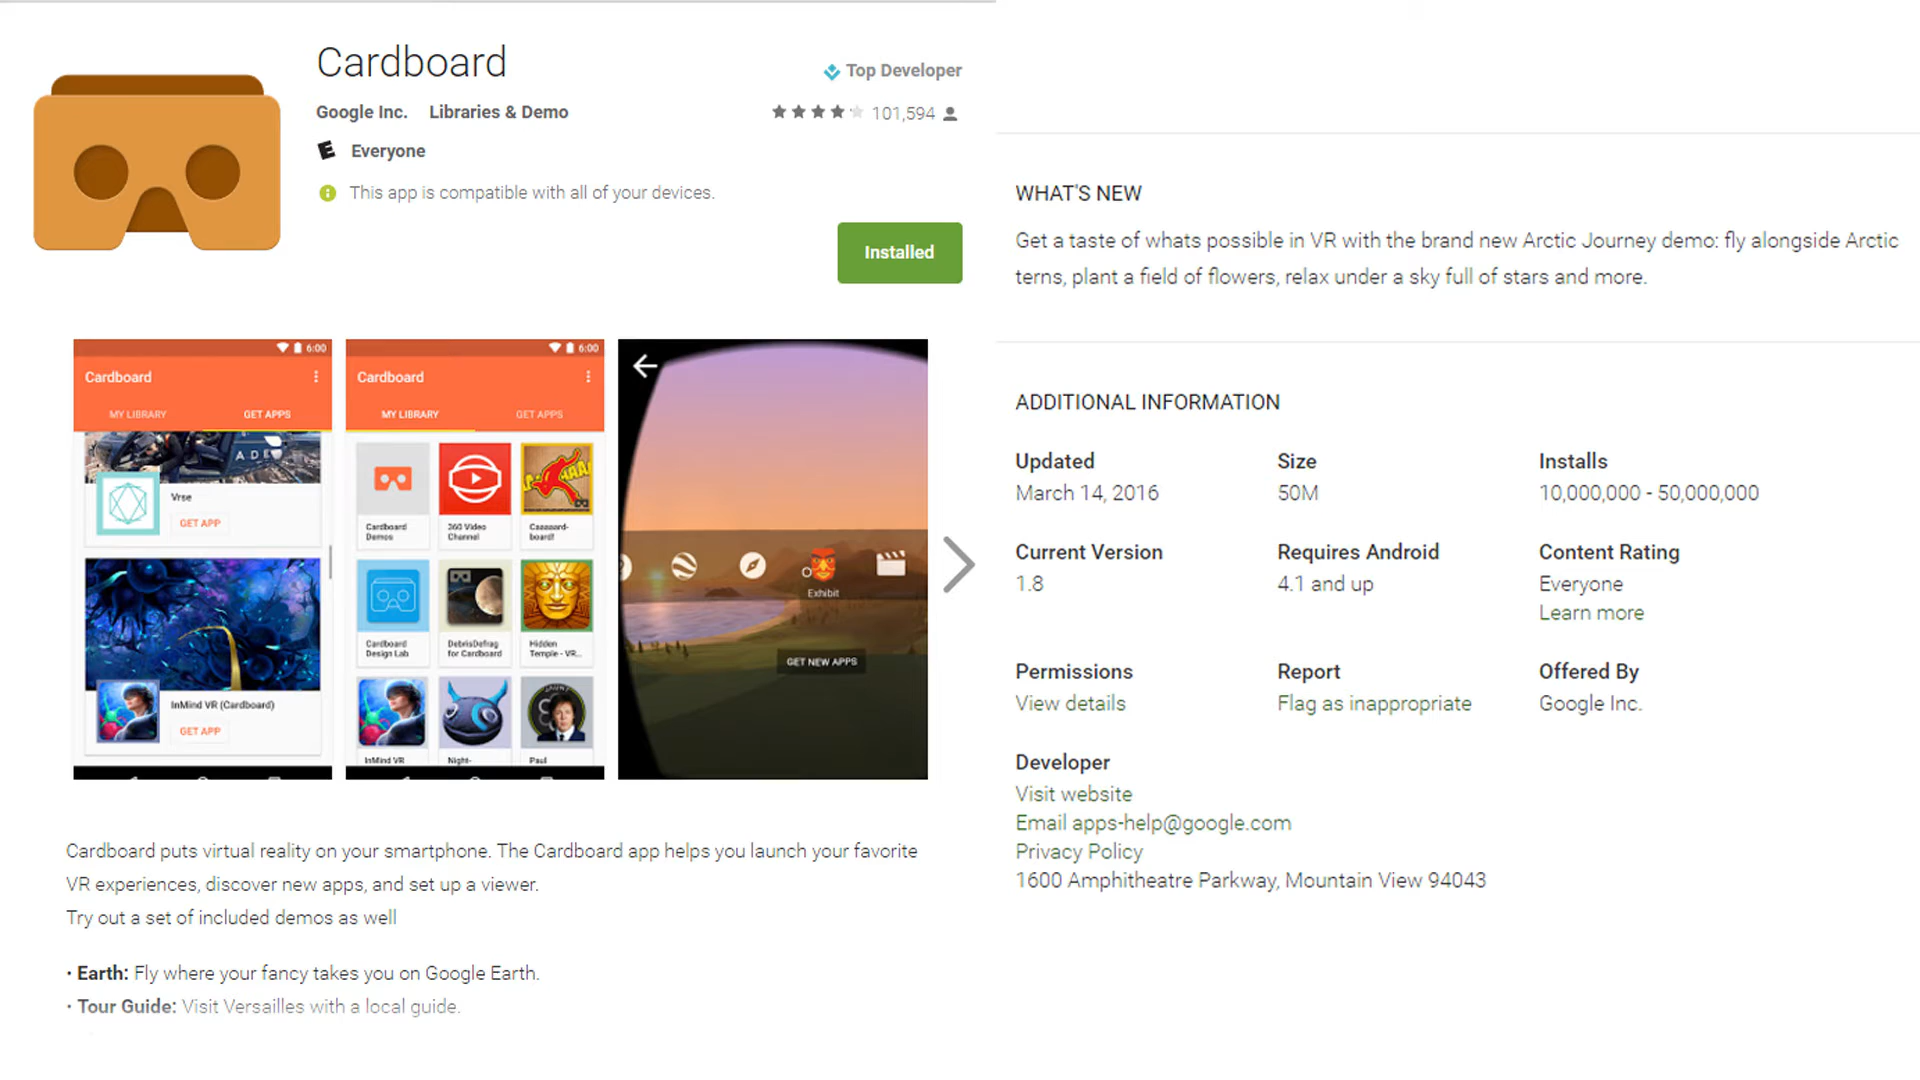 Cardboard
Top Developer
Google Inc. Libraries & Demo
101,594
E Everyone
This app is compatible with all of your devices.
Installed
6:00
Cardboard
MY LIBRARY GET APPS
ADE
Vrse
GET APP
InMind VR (Cardboard)
GET APP
6:00
Cardboard
MY LIBRARY GET APPS
Cardboard
Demos
360 Video
Channel
Caaaaard-
board!
Cardboard
Design Lab
DebrisDefrag
for Cardboard
Hidden
Temple - VR...
JAUNT
InMind VR
Night-
Paul
Exhibit
GET NEW APPS
Cardboard puts virtual reality on your smartphone. The Cardboard app helps you launch your favorite
VR experiences, discover new apps, and set up a viewer.
Try out a set of included demos as well
• Earth: Fly where your fancy takes you on Google Earth.
• Tour Guide: Visit Versailles with a local guide.
WHAT'S NEW
Get a taste of whats possible in VR with the brand new Arctic Journey demo: fly alongside Arctic
terns, plant a field of flowers, relax under a sky full of stars and more.
ADDITIONAL INFORMATION
Updated Size Installs
March 14, 2016 50M 10,000,000 - 50,000,000
Current Version Requires Android Content Rating
1.8 4.1 and up Everyone
Learn more
Permissions Report Offered By
View details Flag as inappropriate Google Inc.
Developer
Visit website
Email apps-help@google.com
Privacy Policy
1600 Amphitheatre Parkway, Mountain View 94043